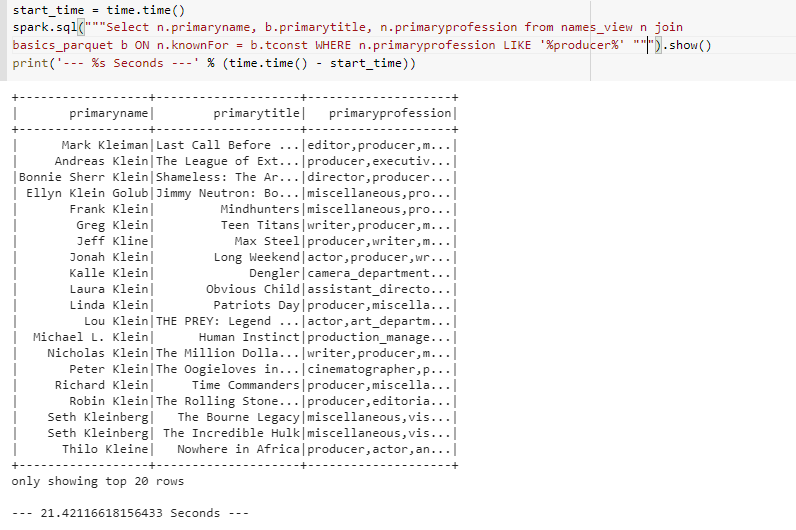 start_time = time.time()
spark.sql("""Select n.primaryname, b.primarytitle, n.primaryprofession from names_view n join
basics_parquet b ON n.knownFor = b.tconst WHERE n.primaryprofession LIKE '%producer%' """).show()
print('--- %s Seconds ---' % (time.time() - start_time))
+-----------------+-------------------+-------------------+
|      primaryname|       primarytitle|  primaryprofession|
+-----------------+-------------------+-------------------+
|     Mark Kleiman|Last Call Before ...|editor,producer,m...|
|    Andreas Klein|The League of Ext...|producer,executiv...|
|Bonnie Sherr Klein|Shameless: The Ar...|director,producer...|
| Ellyn Klein Golub|Jimmy Neutron: Bo...|miscellaneous,pro...|
|      Frank Klein|         Mindhunters|miscellaneous,pro...|
|       Greg Klein|         Teen Titans|writer,producer,m...|
|       Jeff Kline|           Max Steel|producer,writer,m...|
|      Jonah Klein|        Long Weekend|actor,producer,wr...|
|      Kalle Klein|             Dengler|camera_department...|
|      Laura Klein|       Obvious Child|assistant_directo...|
|      Linda Klein|        Patriots Day|producer,miscella...|
|        Lou Klein|THE PREY: Legend ...|actor,art_departm...|
|  Michael L. Klein|      Human Instinct|production_manage...|
|   Nicholas Klein|The Million Dolla...|writer,producer,m...|
|      Peter Klein|The Oogieloves in...|cinematographer,p...|
|    Richard Klein|     Time Commanders|producer,miscella...|
|      Robin Klein|The Rolling Stone...|producer,editoria...|
|   Seth Kleinberg|   The Bourne Legacy|miscellaneous,vis...|
|   Seth Kleinberg| The Incredible Hulk|miscellaneous,vis...|
|     Thilo Kleine|   Nowhere in Africa|producer,actor,an...|
+-----------------+-------------------+-------------------+
only showing top 20 rows
--- 21.42116618156433 Seconds ---